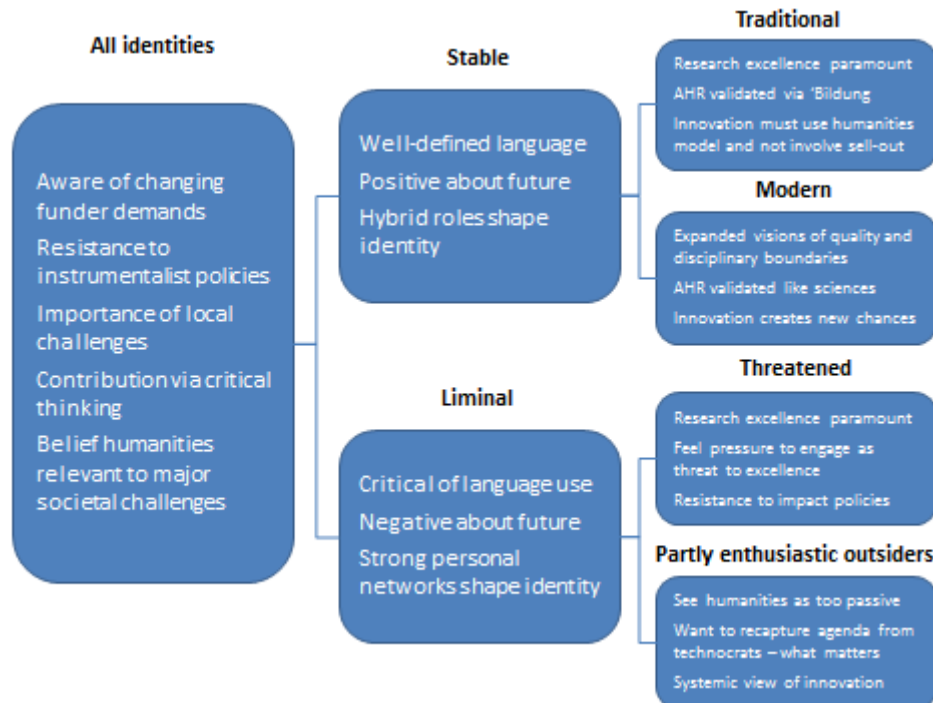 All identities
Aware of changing
funder demands
Resistance to
instrumentalist policies
Importance of local
challenges
Contribution via critical
thinking
Belief humanities
relevant to major
societal challenges
Stable
Well-defined language
Positive about future
Hybrid roles shape
identity
Liminal
Critical of language use
Negative about future
Strong personal
networks shape identity
Traditional
Research excellence paramount
AHR validated via 'Bildung
Innovation must use humanities
model and not involve sell-out
Modern
Expanded visions of quality and
disciplinary boundaries
AHR validated like sciences
Innovation creates new chances
Threatened
Research excellence paramount
Feel pressure to engage as
threat to excellence
Resistance to impact policies
Partly enthusiastic outsiders
See humanities as too passive
Want to recapture agenda from
technocrats – what matters
Systemic view of innovation